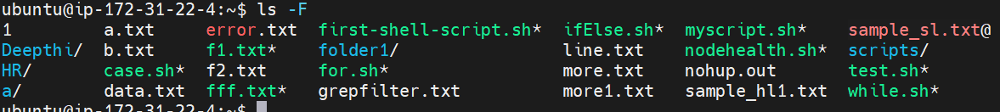 ubuntu@ip-172-31-22-4:~$ ls -F
1 a.txt error.txt first-shell-script.sh* ifElse.sh* myscript.sh* sample_sl.txt@
Deepthi/ b.txt f1.txt* folder1/ line.txt nodehealth.sh* scripts/
HR/ case.sh* f2.txt for.sh* more.txt nohup.out test.sh*
a/ data.txt fff.txt* grepfilter.txt more1.txt sample_hl1.txt while.sh*
ubuntu@ip-172-31-22-4:~$